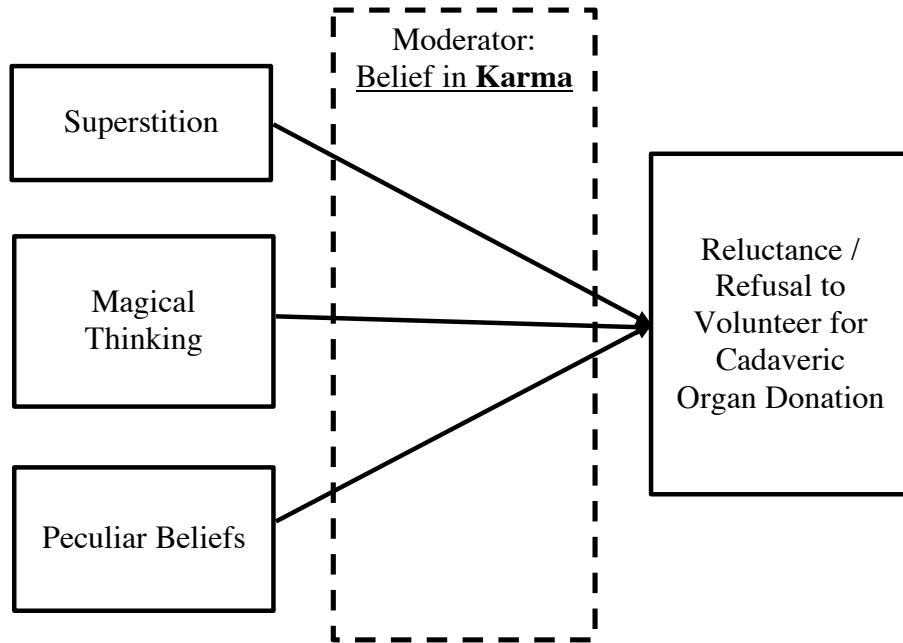 Moderator:
Belief in Karma
Superstition
Magical
Thinking
Peculiar Beliefs
Reluctance /
Refusal to
Volunteer for
Cadaveric
Organ Donation